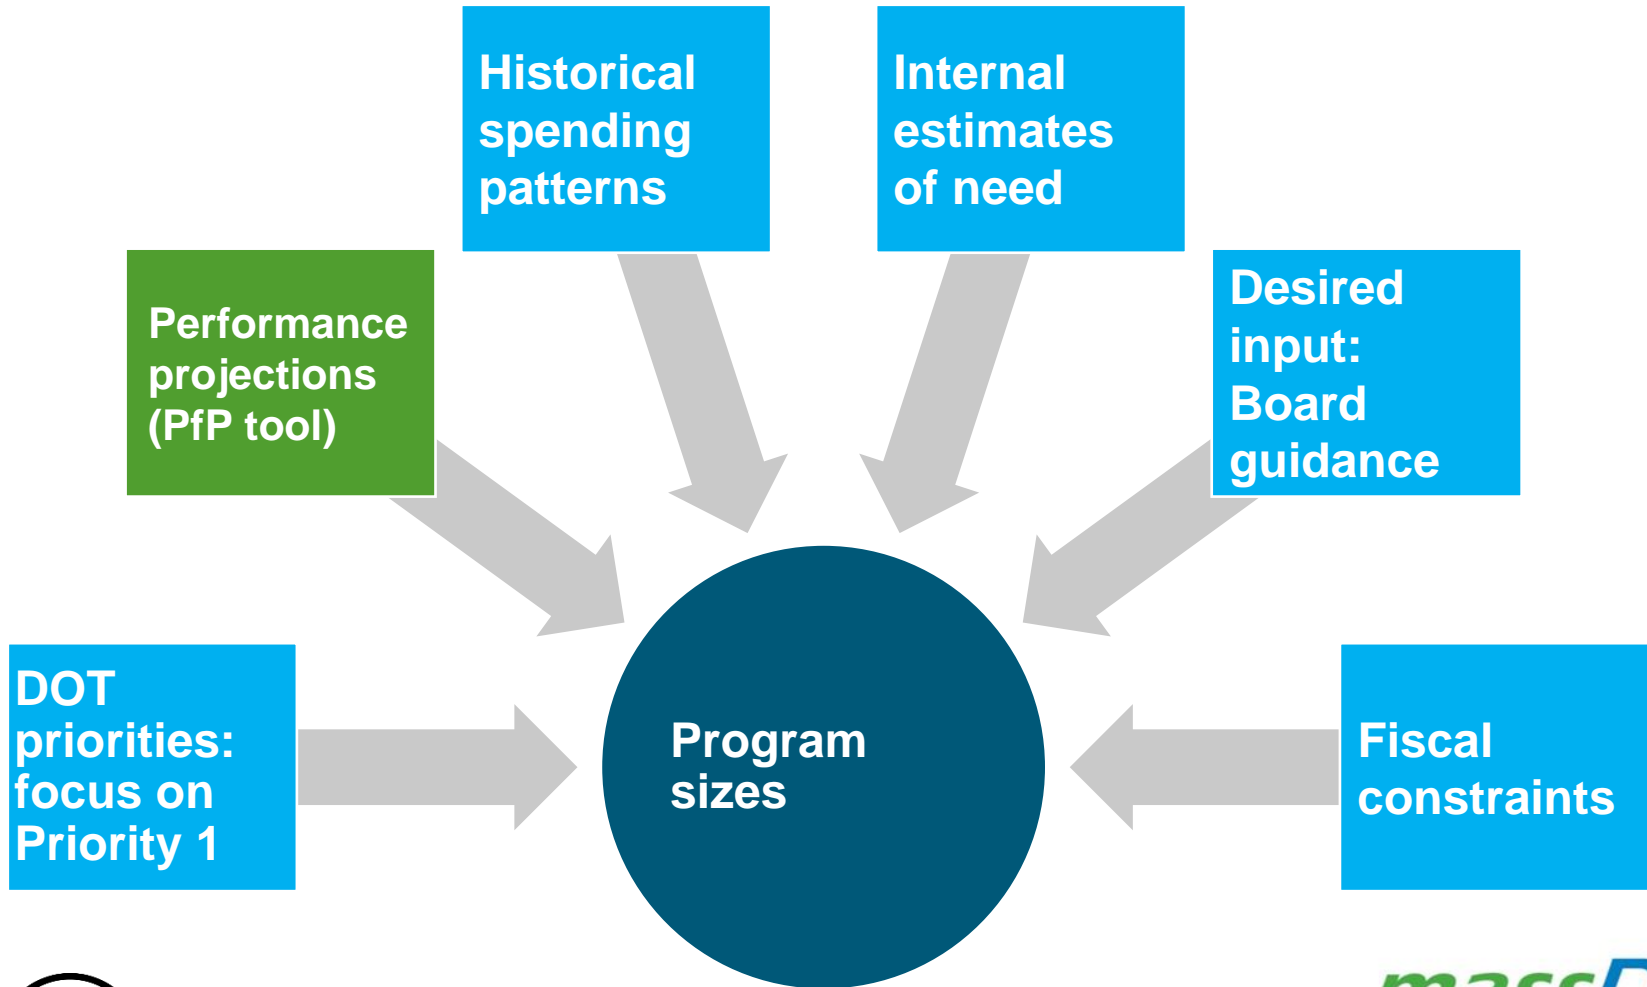 Historical
spending
patterns
Internal
estimates
of need
Performance
projections
(PfP tool)
Desired
input:
Board
guidance
DOT
priorities:
focus on
Priority 1
Program
sizes
Fiscal
constraints